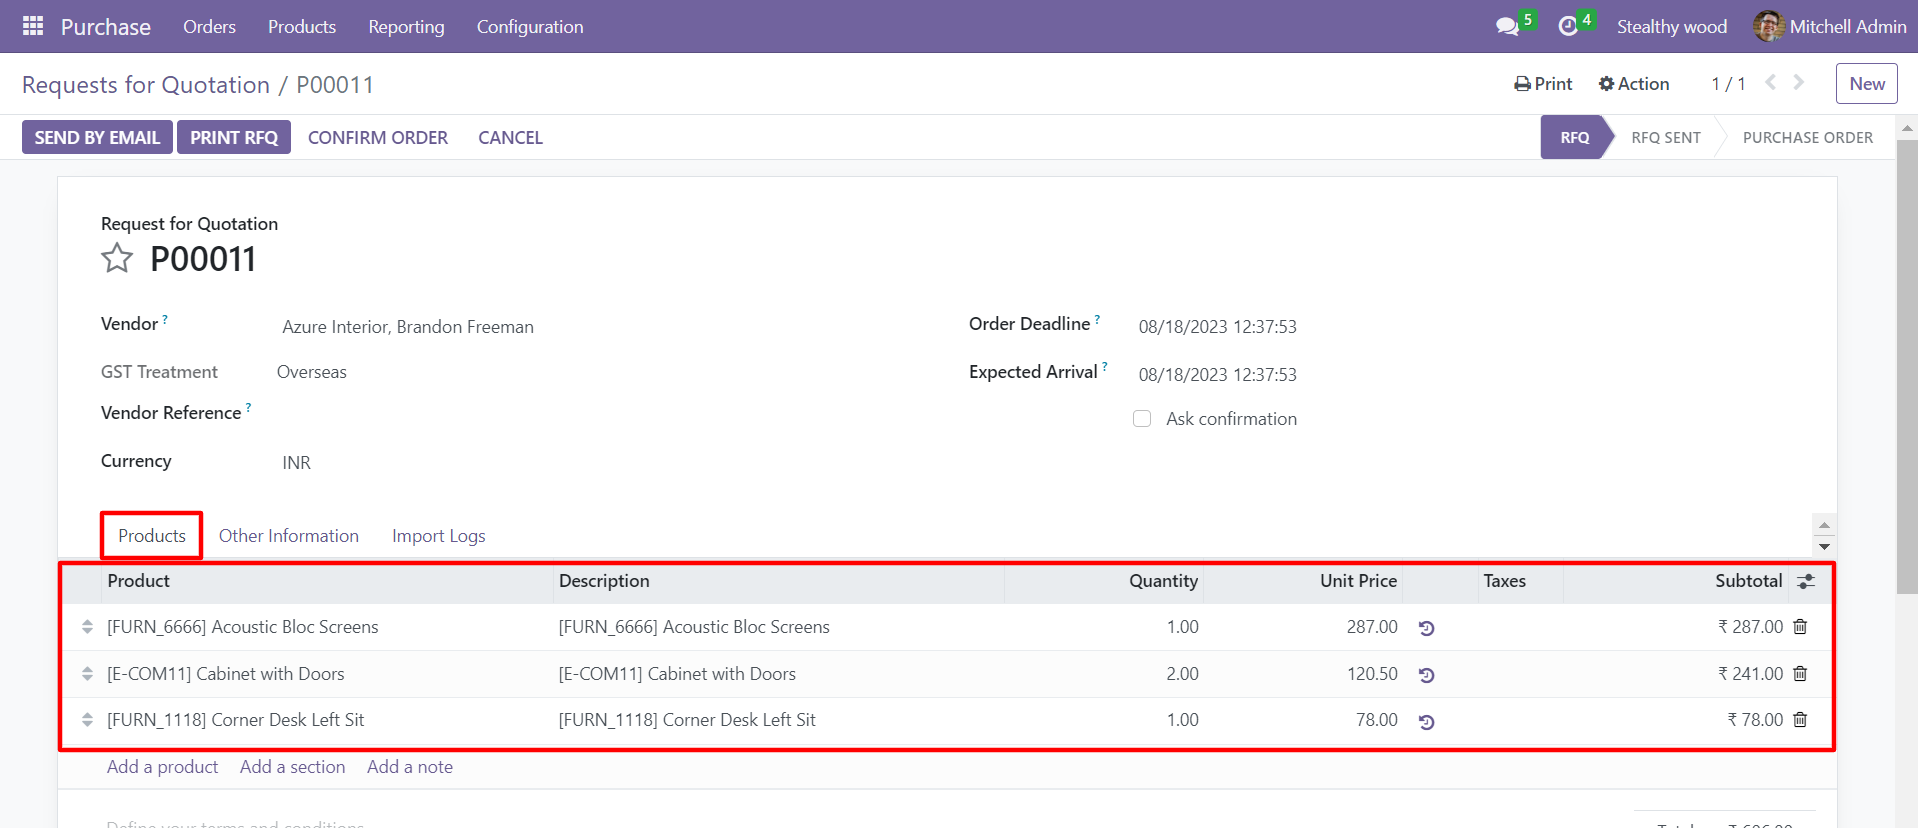 Purchase Orders Products Reporting Configuration 5 4 Stealthy wood Mitchell Admin
Requests for Quotation / P00011 Print Action 1 / 1 New
SEND BY EMAIL PRINT RFQ CONFIRM ORDER CANCEL RFQ RFQ SENT PURCHASE ORDER
Request for Quotation
P00011
Vendor ? Azure Interior, Brandon Freeman Order Deadline ? 08/18/2023 12:37:53
GST Treatment Overseas Expected Arrival ? 08/18/2023 12:37:53
Vendor Reference ? Ask confirmation
Currency INR
Products Other Information Import Logs
Product Description Quantity Unit Price Taxes Subtotal
[FURN_6666] Acoustic Bloc Screens [FURN_6666] Acoustic Bloc Screens 1.00 287.00 ₹ 287.00
[E-COM11] Cabinet with Doors [E-COM11] Cabinet with Doors 2.00 120.50 ₹ 241.00
[FURN_1118] Corner Desk Left Sit [FURN_1118] Corner Desk Left Sit 1.00 78.00 ₹ 78.00
Add a product Add a section Add a note
Define your terms and conditions